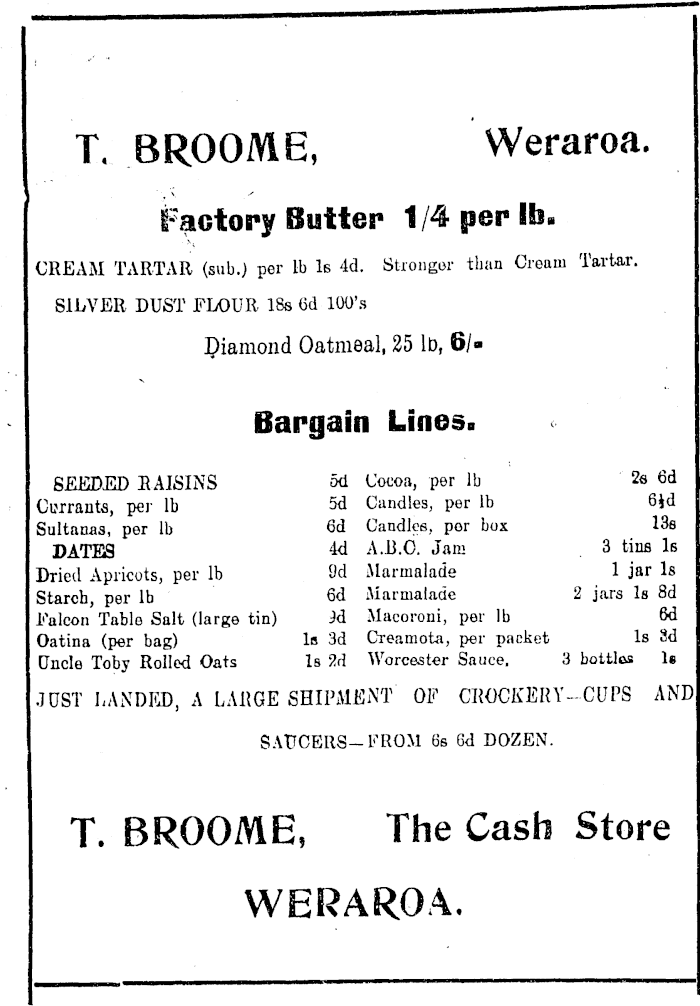 T. BROOME, Weraroa.
Factory Butter 1/4 per lb.
CREAM TARTAR (sub.) per lb 1s 4d. Stronger than Cream Tartar.
SILVER DUST FLOUR 18s 6d 100's
Diamond Oatmeal, 25 lb, 6/-
Bargain Lines.
SEEDED RAISINS 5d Cocoa, per lb 2s 6d
Currants, per lb 5d Candles, per lb 6½d
Sultanas, per lb 6d Candles, per box 13s
DATES 4d A.B.C. Jam 3 tins 1s
Dried Apricots, per lb 9d Marmalade 1 jar 1s
Starch, per lb 6d Marmalade 2 jars 1s 8d
Falcon Table Salt (large tin) 9d Macoroni, per lb 6d
Oatina (per bag) 1s 3d Creamota, per packet 1s 3d
Uncle Toby Rolled Oats 1s 2d Worcester Sauce. 3 bottles 1s
JUST LANDED, A LARGE SHIPMENT OF CROCKERY—CUPS AND
SAUCERS—FROM 6s 6d DOZEN.
T. BROOME, The Cash Store
WERAROA.